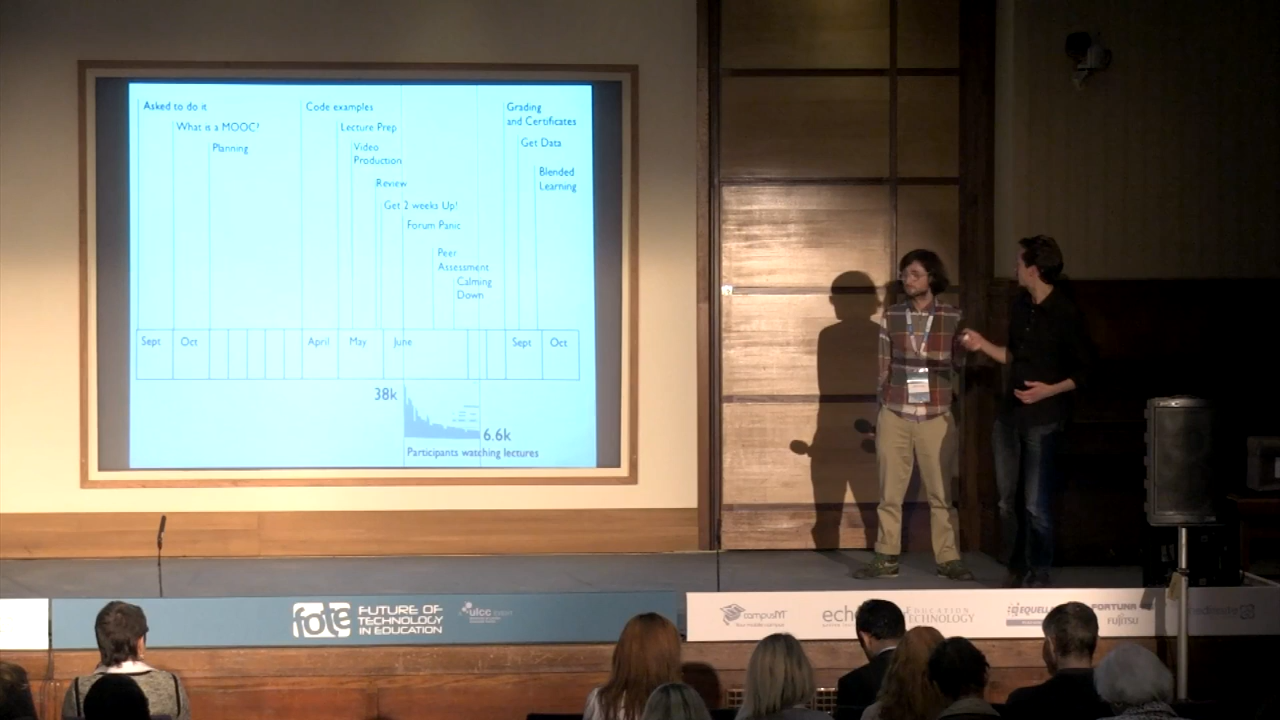 Asked to do it
What is a MOOC?
Planning
Code examples
Lecture Prep
Video
Production
Review
Get 2 weeks Up!
Forum Panic
Peer
Assessment
Calming
Down
Grading
and Certificates
Get Data
Blended
Learning
Sept
Oct
April
May
June
Sept
Oct
38k
6.6k
Participants watching lectures
fote
FUTURE OF
TECHNOLOGY
IN EDUCATION
ulcc
campusM
Your mobile campus
echo
EDUCATION
TECHNOLOGY
EQUELLA
FORTUNA
FUJITSU